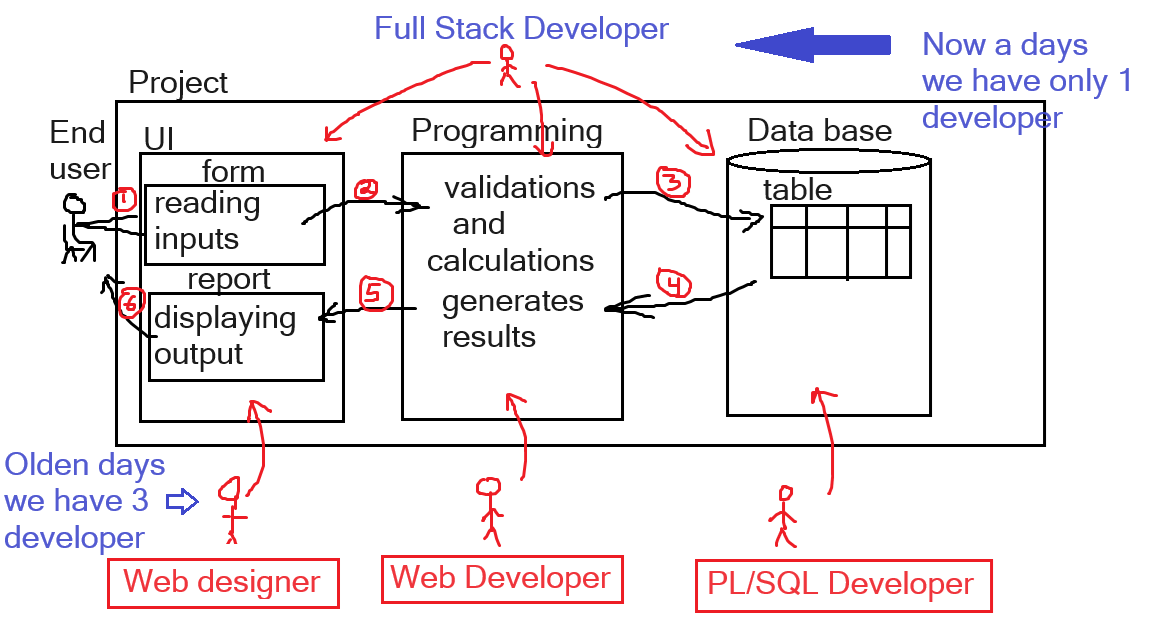 Full Stack Developer
Now a days
we have only 1
developer
Project
End
user
UI
Programming
Data base
form
reading
inputs
report
displaying
output
validations
and
calculations
generates
results
table
1
2
3
4
5
6
Olden days
we have 3
developer
Web designer
Web Developer
PL/SQL Developer